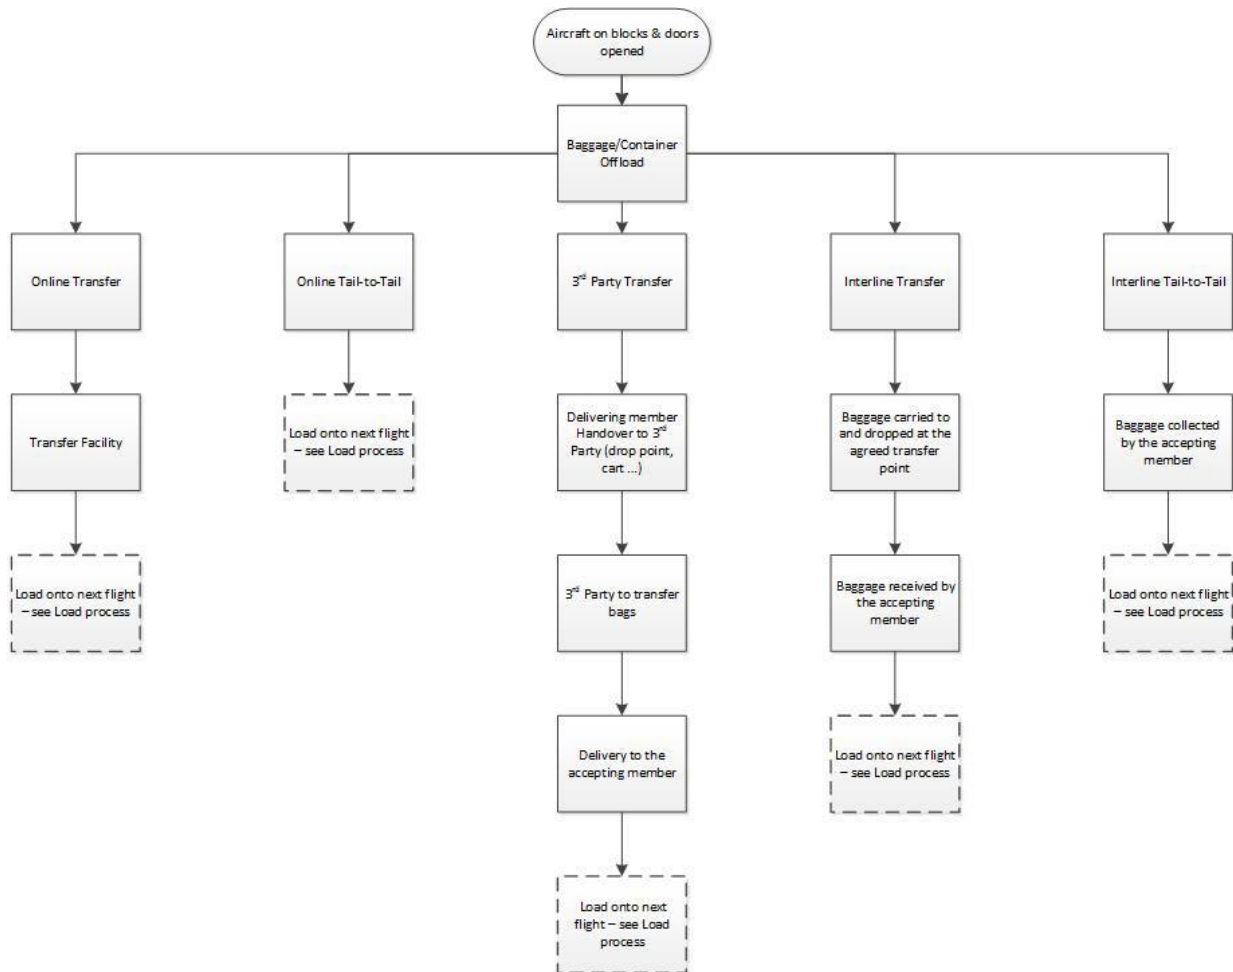 Aircraft on blocks & doors
opened
Baggage/Container
Offload
Online Transfer
Online Tail-to-Tail
3rd Party Transfer
Interline Transfer
Interline Tail-to-Tail
Transfer Facility
Load onto next flight
– see Load process
Delivering member
Handover to 3rd
Party (drop point,
cart ...)
Baggage carried to
and dropped at the
agreed transfer
point
Baggage collected
by the accepting
member
Load onto next flight
– see Load process
3rd Party to transfer
bags
Baggage received by
the accepting
member
Load onto next flight
– see Load process
Delivery to the
accepting member
Load onto next flight
– see Load process
Load onto next
flight – see Load
process